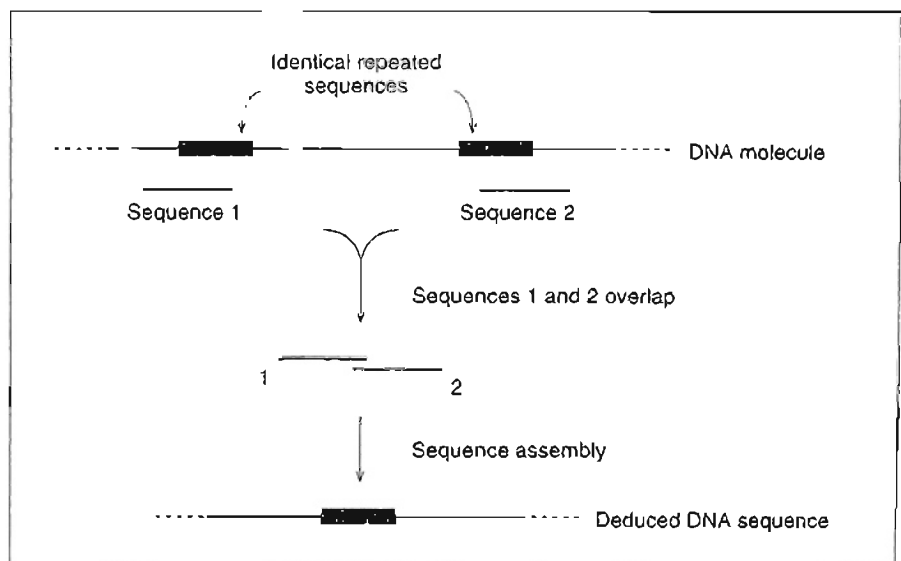 Identical repeated
sequences
DNA molecule
Sequence 1
Sequence 2
Sequences 1 and 2 overlap
1
2
Sequence assembly
Deduced DNA sequence